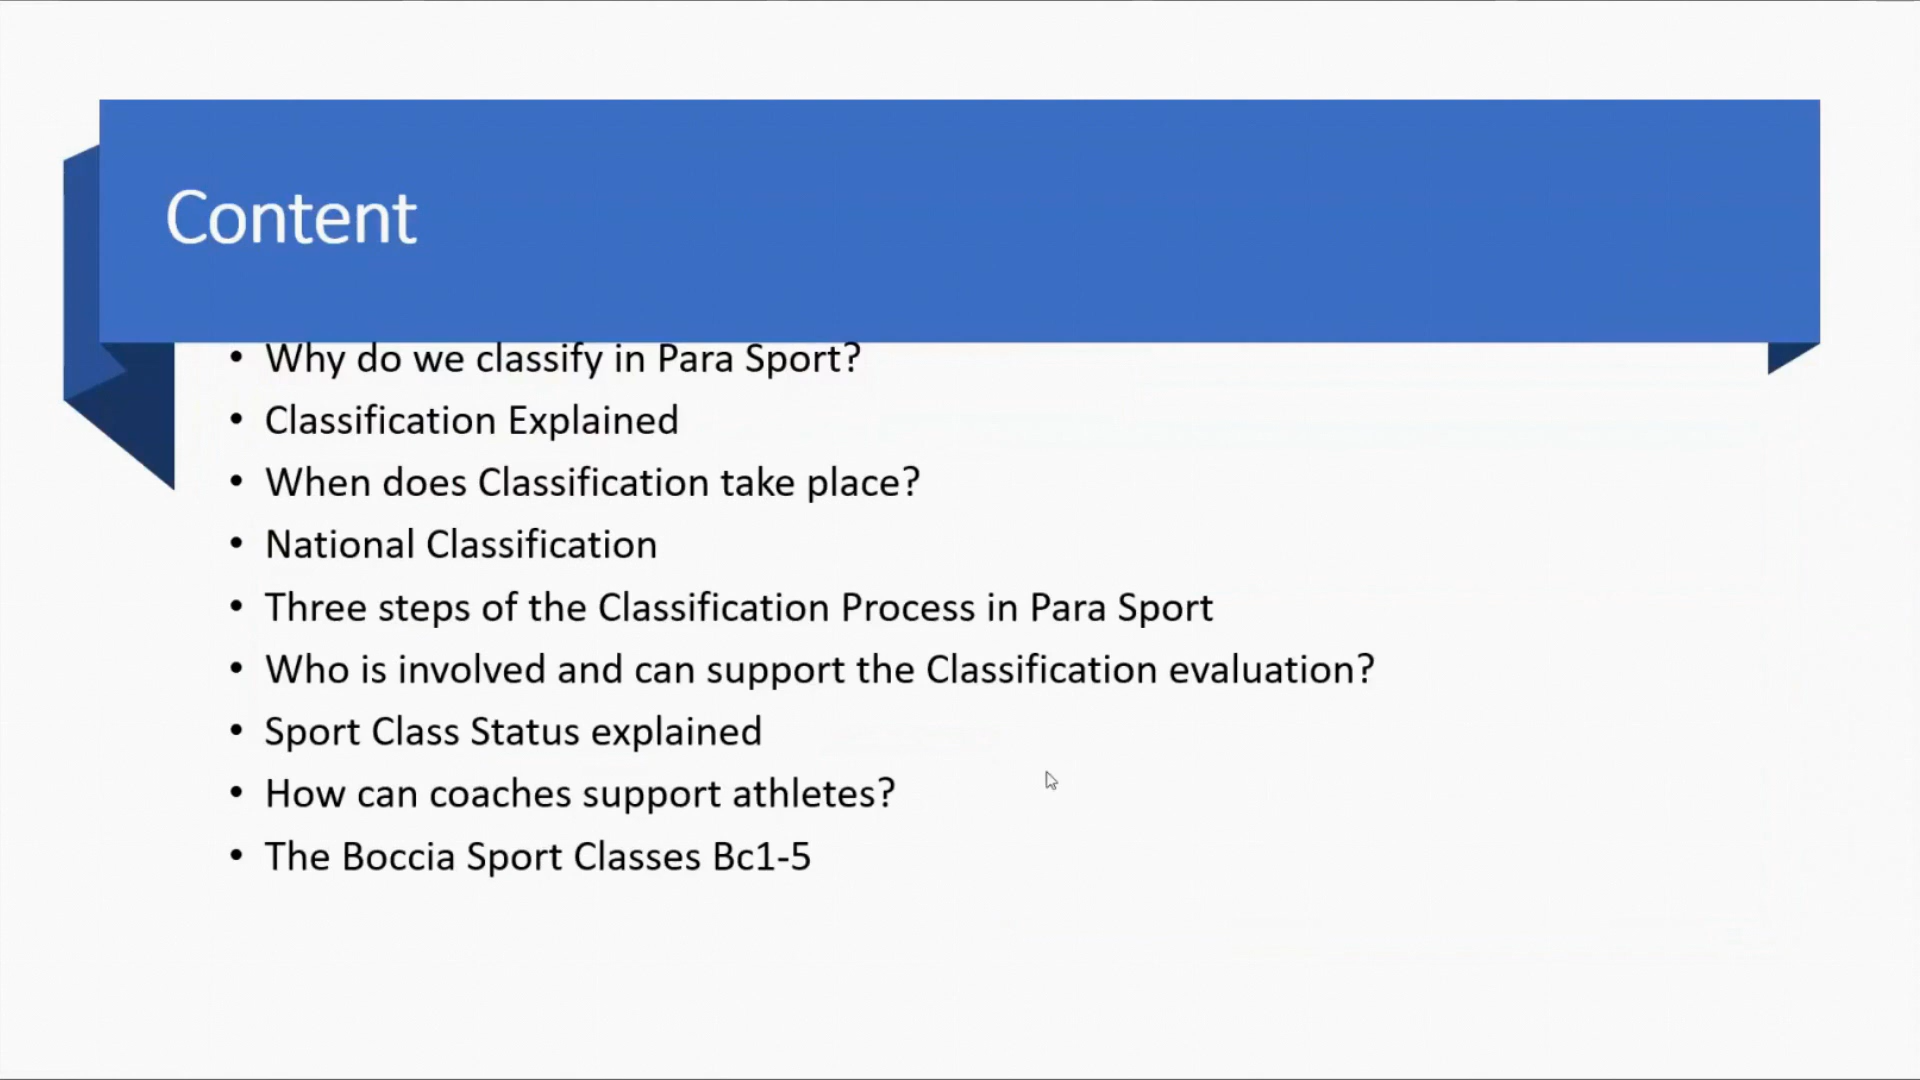 Content
• Why do we classify in Para Sport?
• Classification Explained
• When does Classification take place?
• National Classification
• Three steps of the Classification Process in Para Sport
• Who is involved and can support the Classification evaluation?
• Sport Class Status explained
• How can coaches support athletes?
• The Boccia Sport Classes Bc1-5